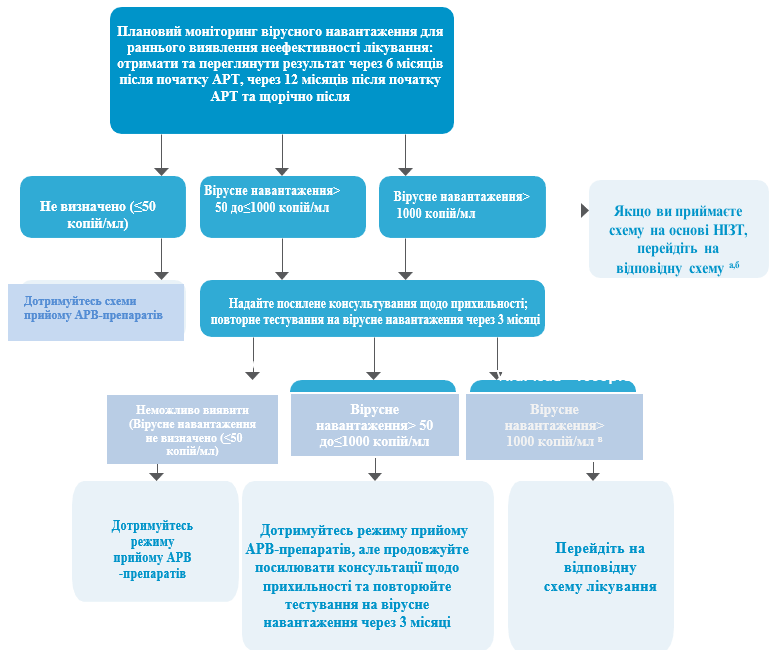 Плановий моніторинг вірусного навантаження для
раннього виявлення неефективності лікування:
отримати та переглянути результат через 6 місяців
після початку АРТ, через 12 місяців після початку
АРТ та щорічно після
Не визначено (≤50
копій/мл)
Вірусне навантаження>
50 до≤1000 копій/мл
Вірусне навантаження>
1000 копій/мл
Якщо ви приймаєте
схему на основі НІЗТ,
перейдіть на
відповідну схему а,б
Дотримуйтесь схеми
прийому АРВ-препаратів
Надайте посилене консультування щодо прихильності;
повторне тестування на вірусне навантаження через 3 місяці
Неможливо виявити
(Вірусне навантаження
не визначено (≤50
копій/мл)
Вірусне
навантаження> 50
до≤1000 копій/мл
Вірусне
навантаження>
1000 копій/мл в
Дотримуйтесь
режиму
прийому АРВ
-препаратів
Дотримуйтесь режиму прийому
АРВ-препаратів, але продовжуйте
посилювати консультації щодо
прихильності та повторюйте
тестування на вірусне
навантаження через 3 місяці
Перейдіть на
відповідну
схему лікування